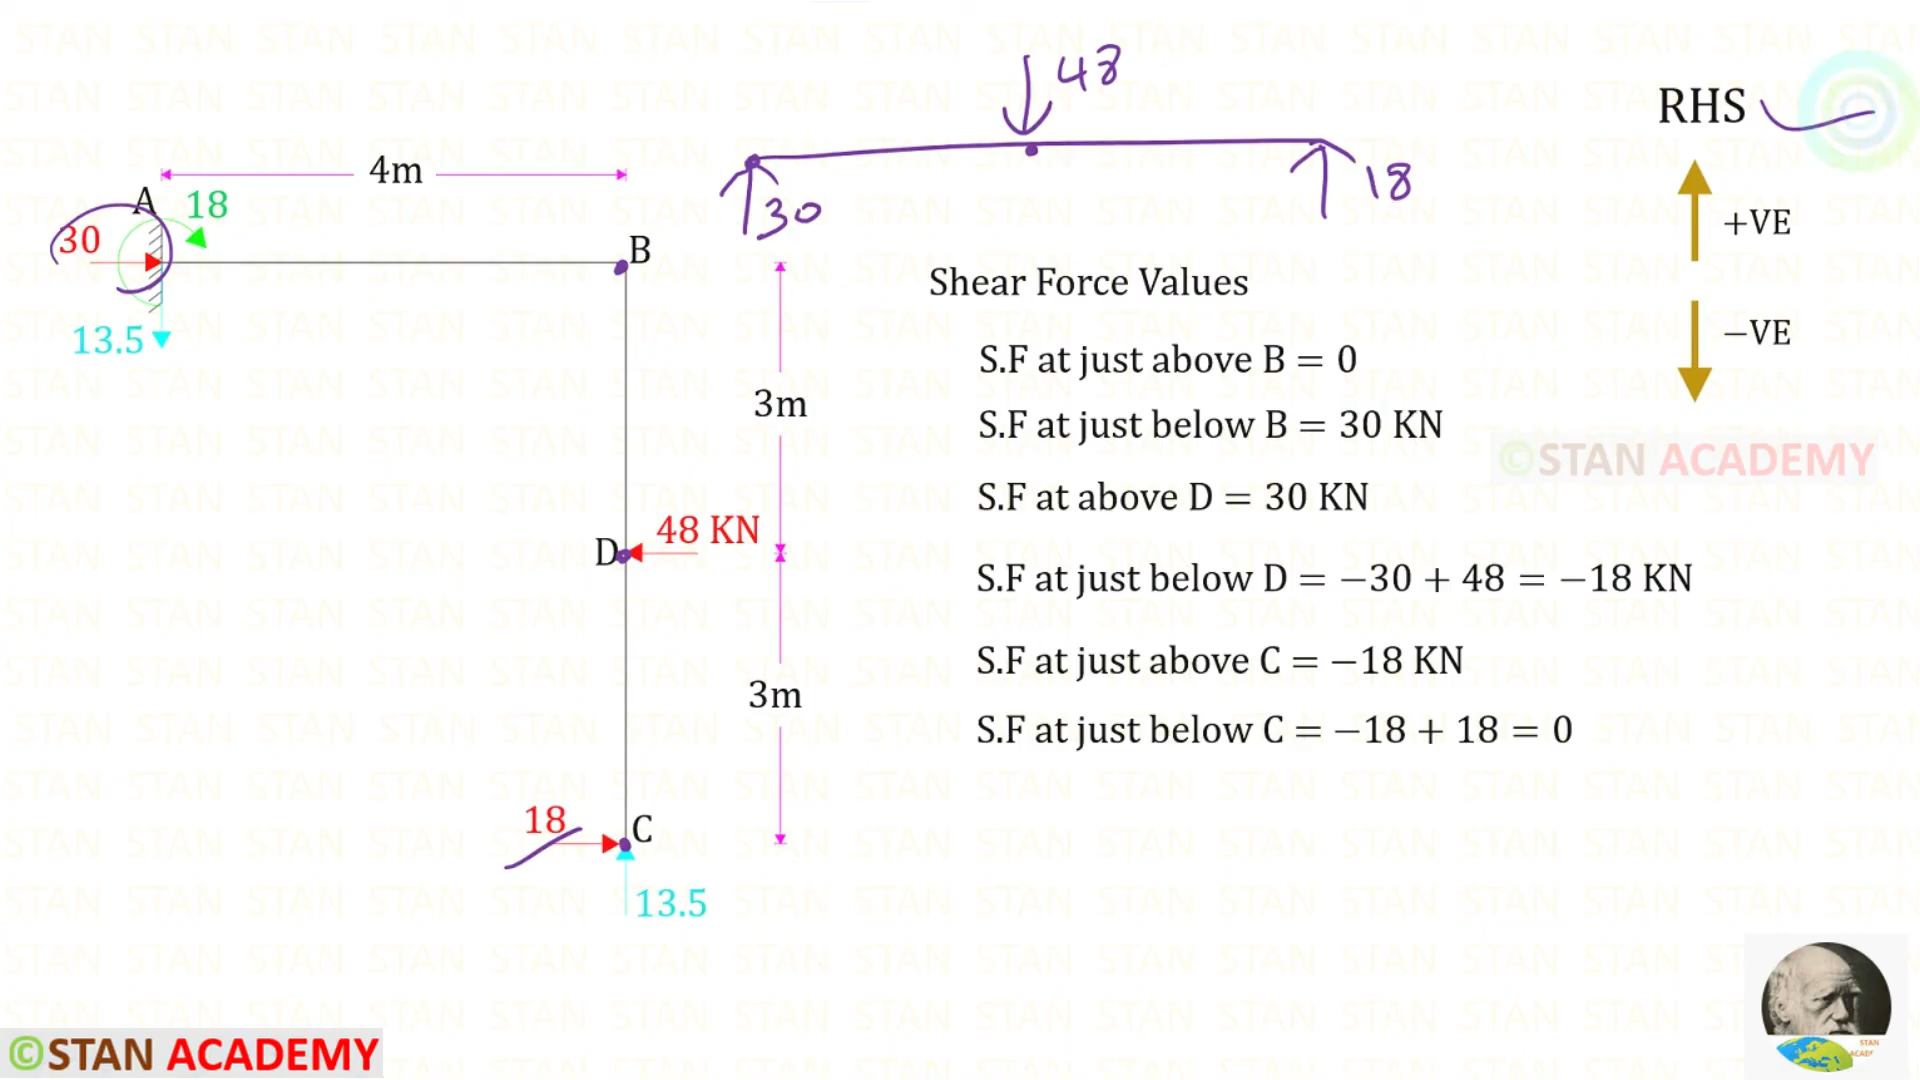 48
RHS
4m
A
18
30
18
+VE
30
B
Shear Force Values
13.5
−VE
S.F at just above B = 0
3m
S.F at just below B = 30 KN
©STAN ACADEMY
S.F at above D = 30 KN
D
48 KN
S.F at just below D = −30 + 48 = −18 KN
S.F at just above C = −18 KN
3m
S.F at just below C = −18 + 18 = 0
18
C
13.5
©STAN ACADEMY
STAN